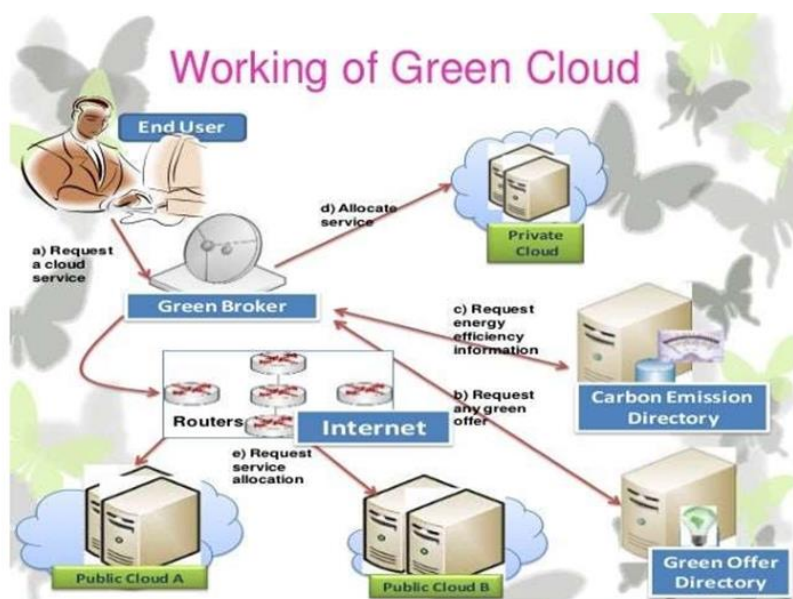 Working of Green Cloud
End User
d) Allocate
service
Private
Cloud
a) Request
a cloud
service
Green Broker
c) Request
energy
efficiency
information
Carbon Emission
Directory
b) Request
any green
offer
Routers
Internet
e) Request
service
allocation
Green Offer
Directory
Public Cloud A
Public Cloud B